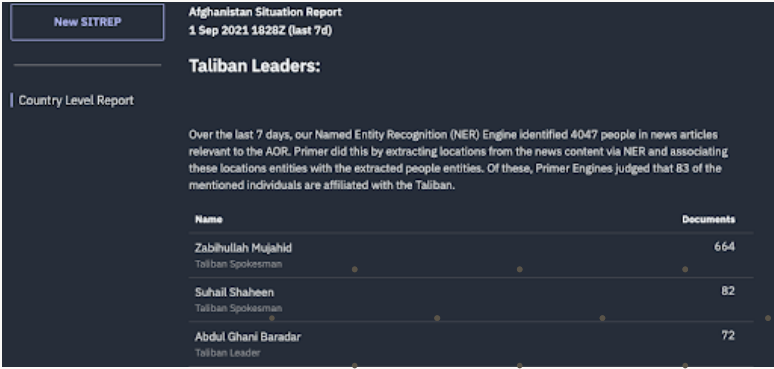 New SITREP
Country Level Report
Afghanistan Situation Report
1 Sep 2021 1828Z (last 7d)
Taliban Leaders:
Over the last 7 days, our Named Entity Recognition (NER) Engine identified 4047 people in news articles
relevant to the AOR. Primer did this by extracting locations from the news content via NER and associating
these locations entities with the extracted people entities. Of these, Primer Engines judged that 83 of the
mentioned individuals are affiliated with the Taliban.
Name Documents
Zabihullah Mujahid 664
Taliban Spokesman
Suhail Shaheen 82
Taliban Spokesman
Abdul Ghani Baradar 72
Taliban Leader